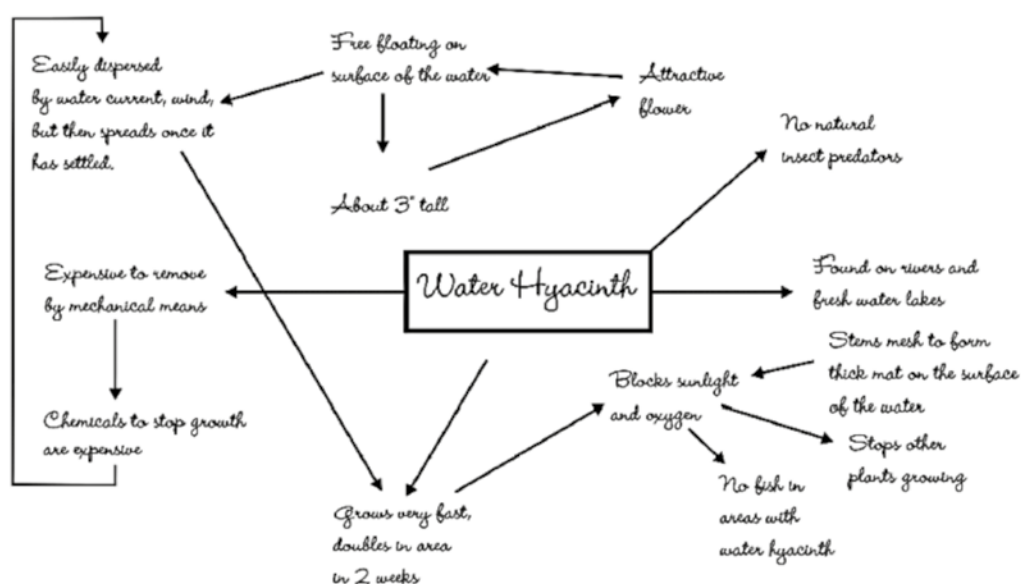 Easily dispersed
by water current, wind,
but then spreads once it
has settled.
Free floating on
surface of the water
Attractive
flower
No natural
insect predators
About 3" tall
Water Hyacinth
Expensive to remove
by mechanical means
Found on rivers and
fresh water lakes
Stems mesh to form
thick mat on the surface
of the water
Blocks sunlight
and oxygen
Chemicals to stop growth
are expensive
Stops other
plants growing
No fish in
areas with
water hyacinth
Grows very fast,
doubles in area
in 2 weeks